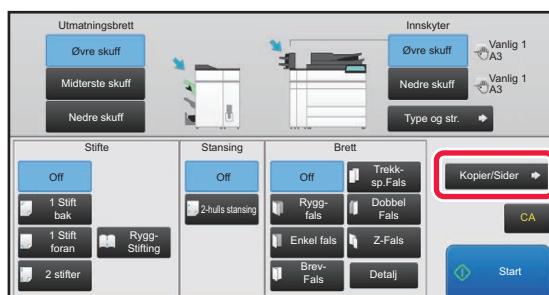 Utmatningsbrett
Innskyter
Øvre skuff
Midterste skuff
Nedre skuff
Øvre skuff
Vanlig 1
A3
Nedre skuff
Vanlig 1
A3
Type og str.
Stifte
Off
1 Stift
bak
1 Stift
foran
Rygg-
Stifting
2 stifter
Stansing
Off
2-hulls stansing
Brett
Off
Trekk-
sp.Fals
Rygg-
fals
Dobbel
Fals
Enkel fals
Z-Fals
Brev-
Fals
Detalj
Kopier/Sider
CA
Start